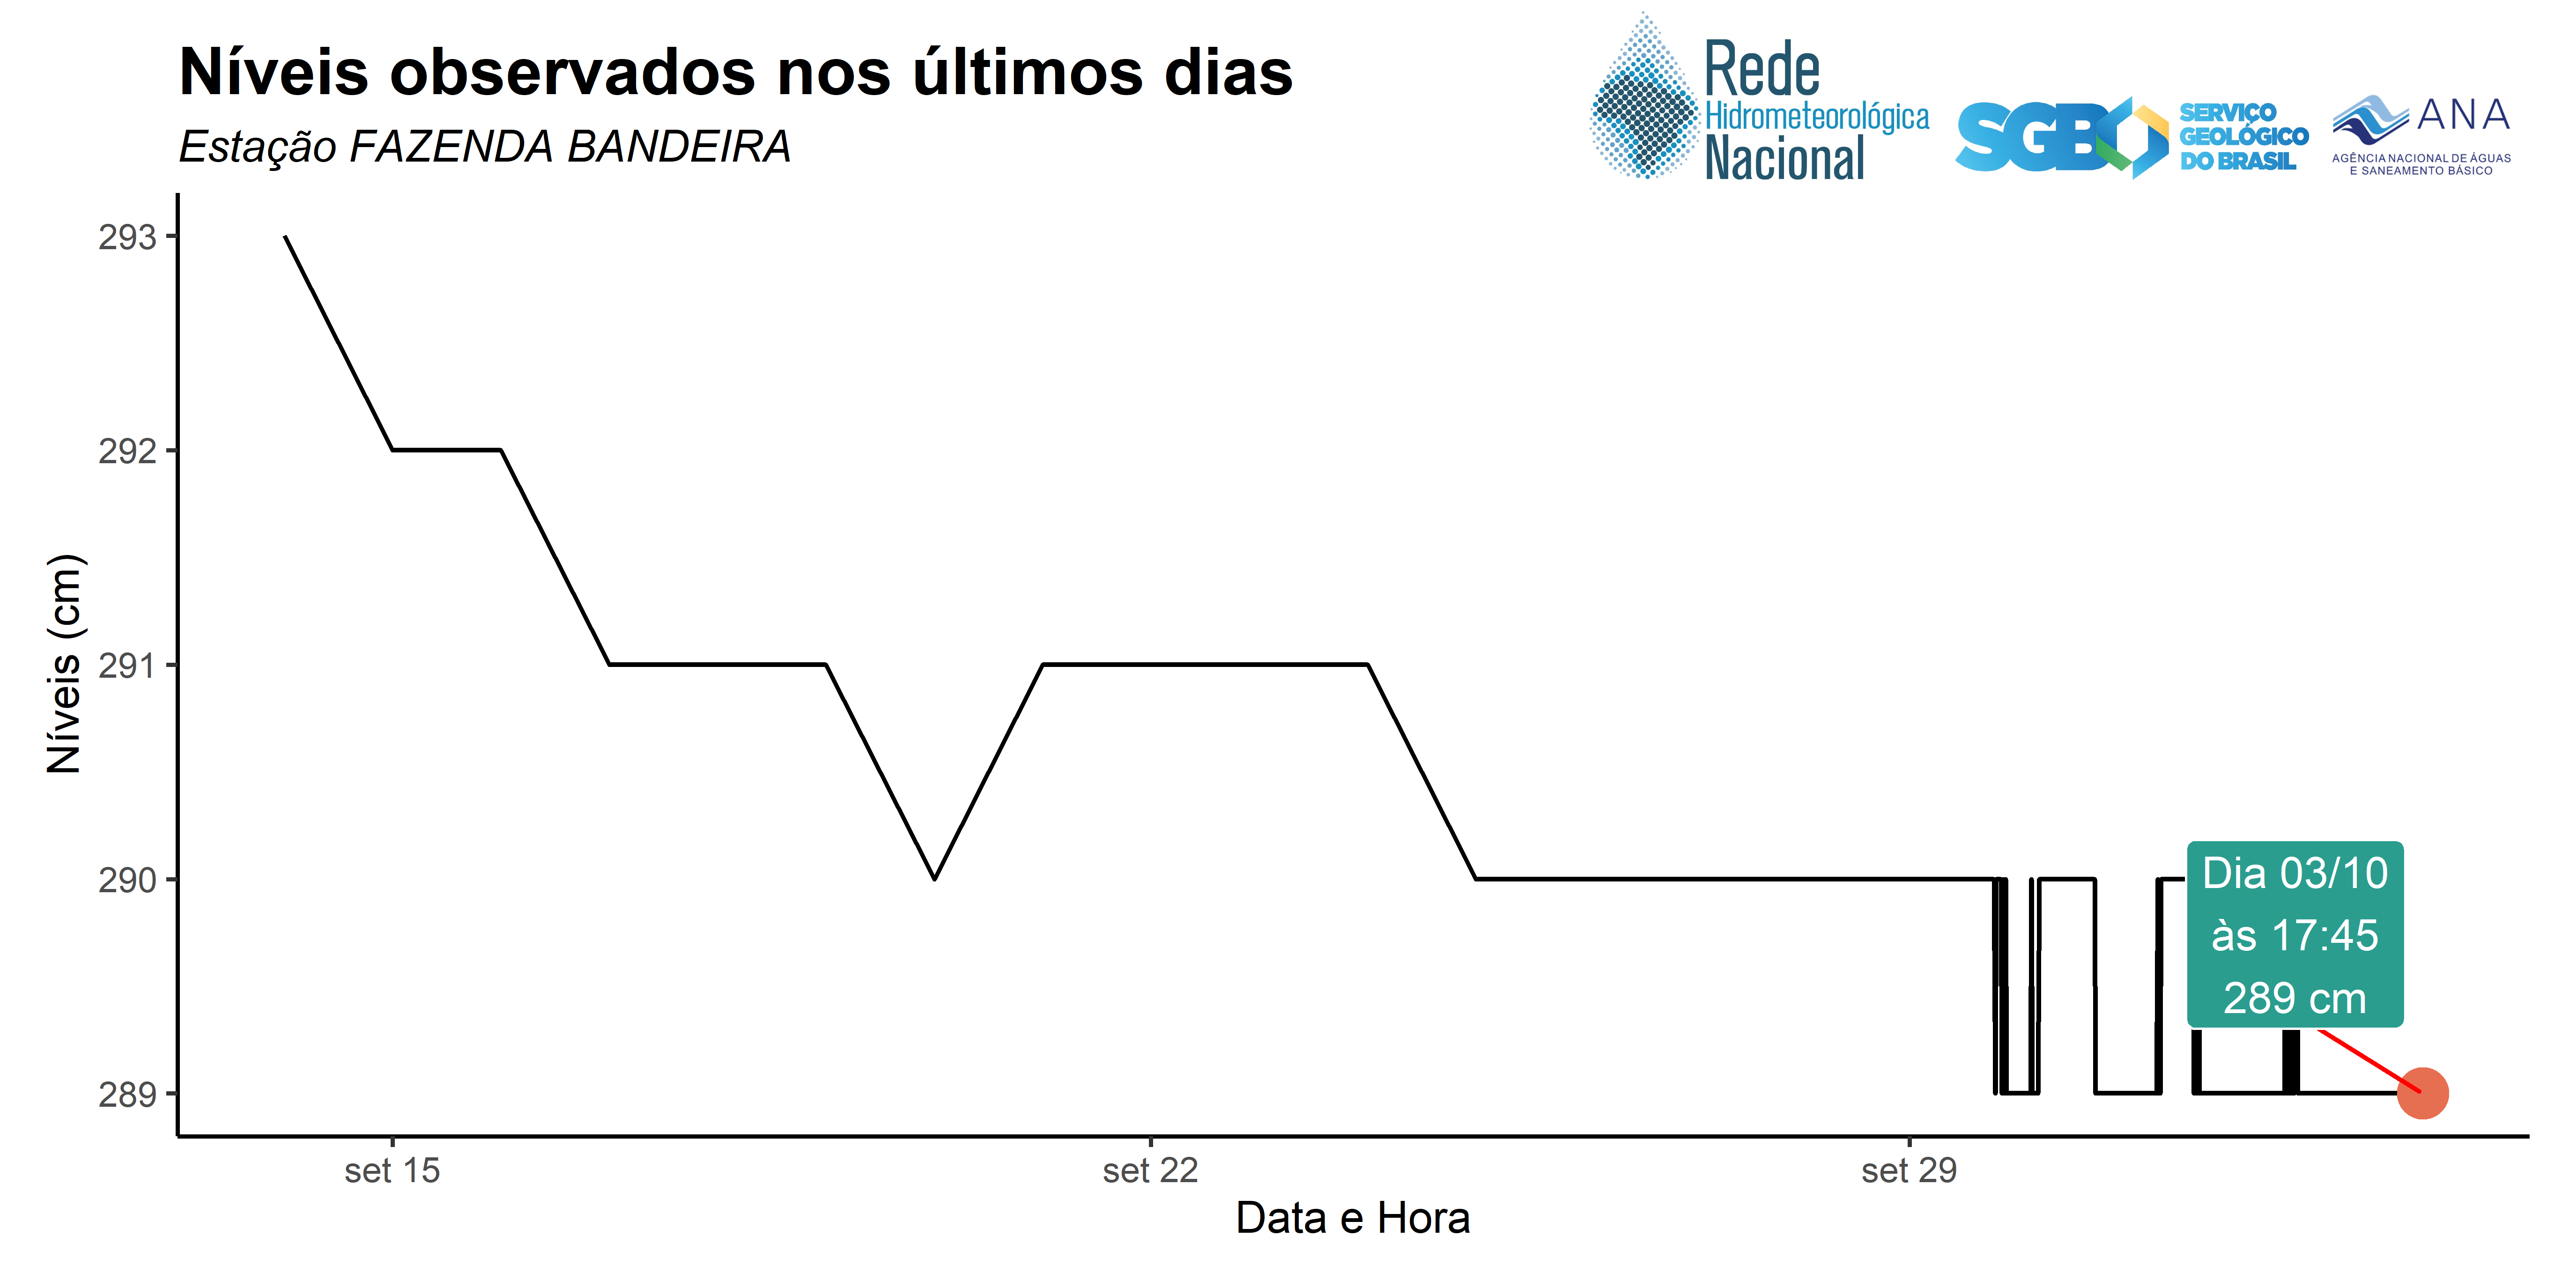 Níveis observados nos últimos dias
Estação FAZENDA BANDEIRA
Rede
Hidrometeorológica
Nacional
SGB
SERVIÇO
GEOLÓGICO
DO BRASIL
ANA
AGÊNCIA NACIONAL DE ÁGUAS
E SANEAMENTO BÁSICO
Níveis (cm)
293
292
291
290
289
Dia 03/10
às 17:45
289 cm
set 15
set 22
set 29
Data e Hora